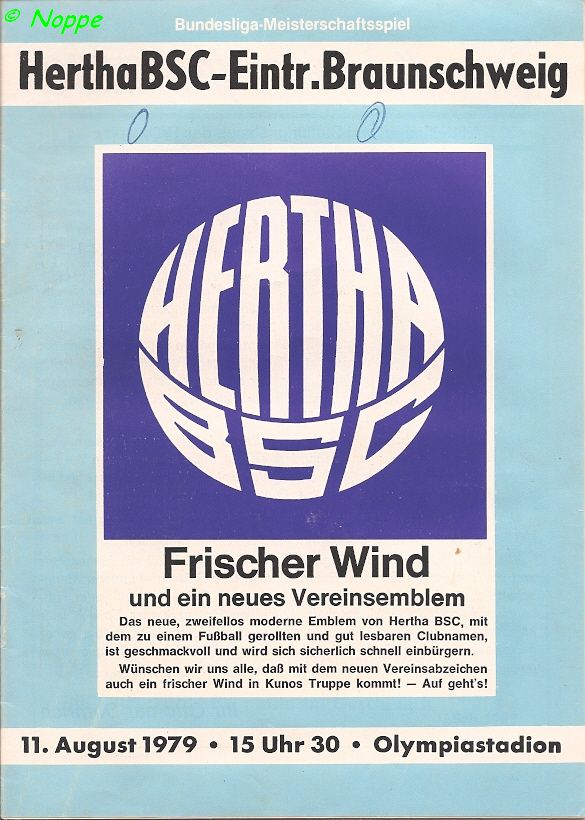 © Noppe
Bundesliga-Meisterschaftsspiel
HerthaBSC-Eintr.Braunschweig
HERTHA
BSC
Frischer Wind
und ein neues Vereinsemblem
Das neue, zweifellos moderne Emblem von Hertha BSC, mit
dem zu einem Fußball gerollten und gut lesbaren Clubnamen,
ist geschmackvoll und wird sich sicherlich schnell einbürgern.
Wünschen wir uns alle, daß mit dem neuen Vereinsabzeichen
auch ein frischer Wind in Kunos Truppe kommt! — Auf geht's!
11. August 1979 • 15 Uhr 30 • Olympiastadion